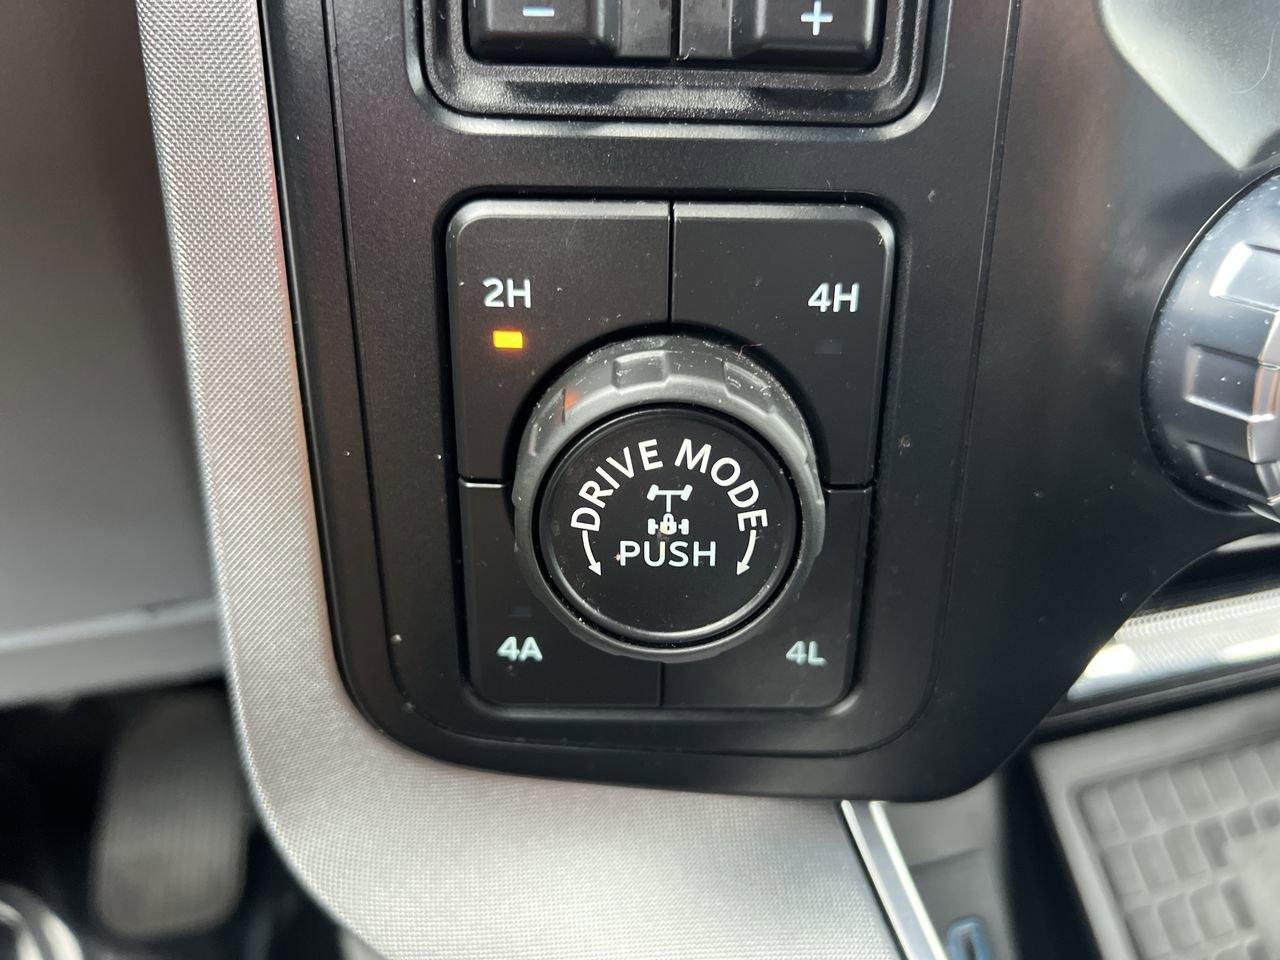 - +
2H 4H
DRIVE MODE
PUSH
4A 4L